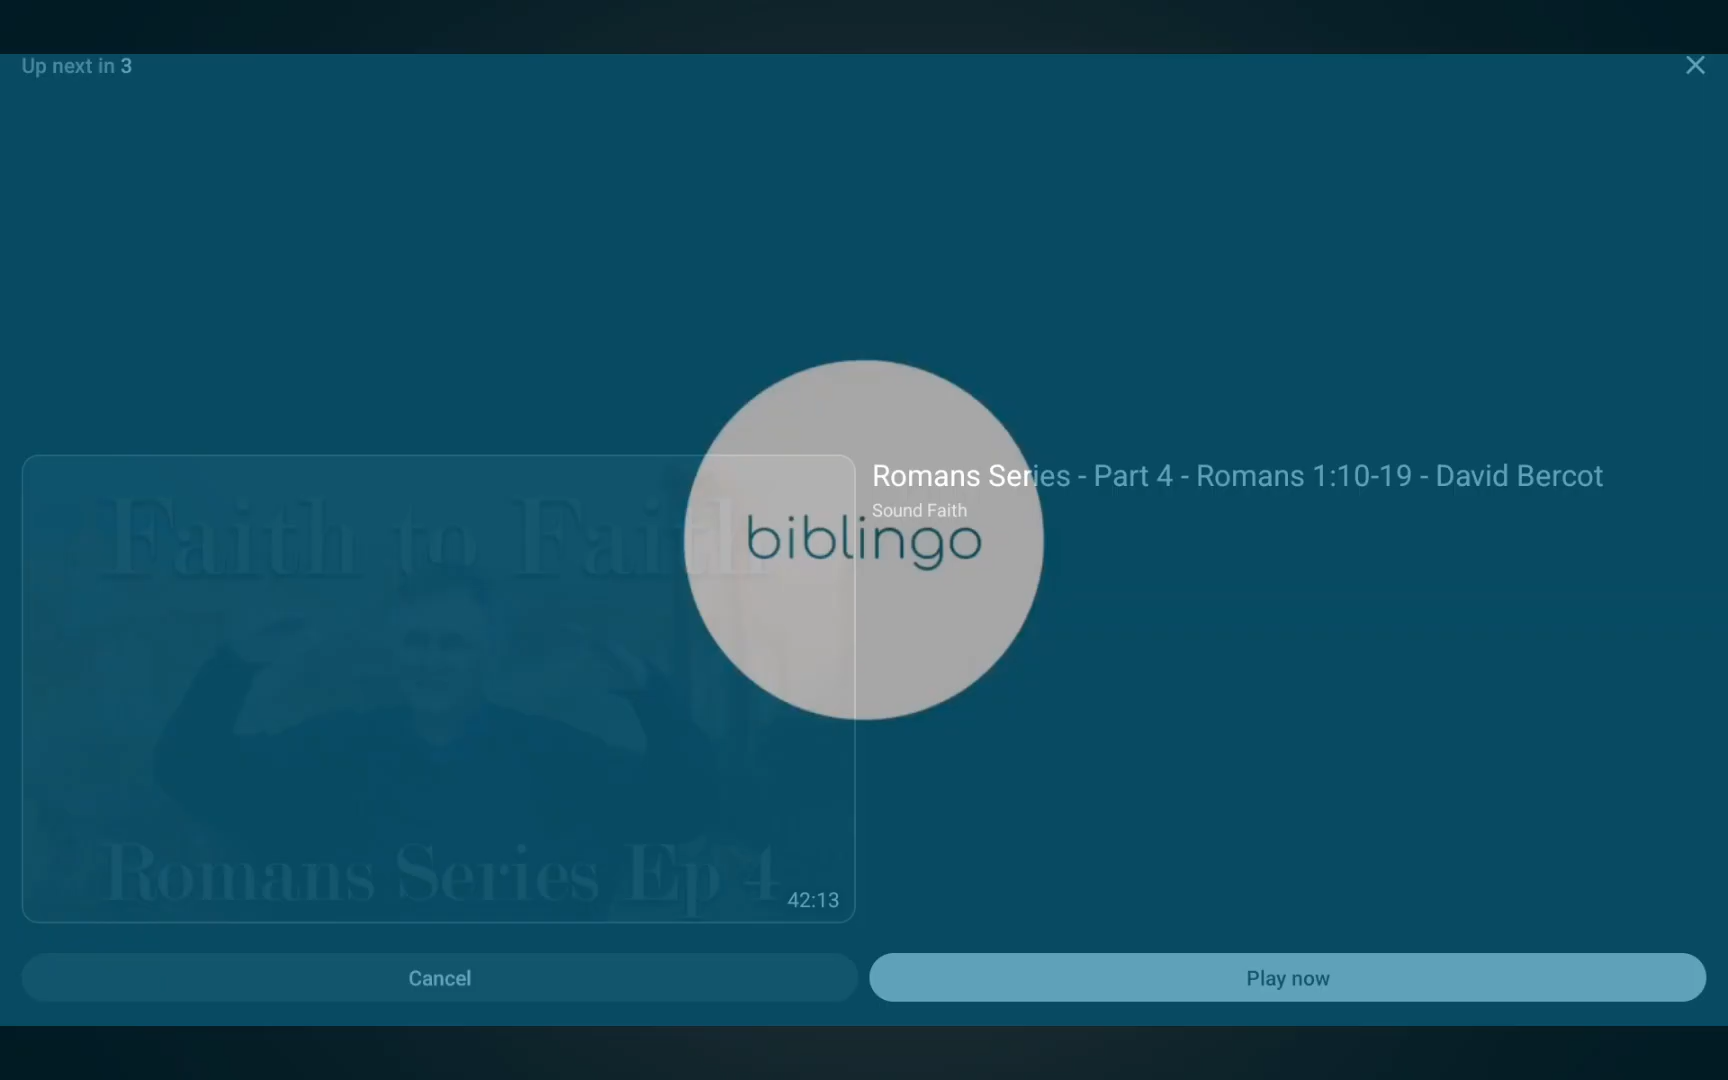 Up next in 3
Faith to Faith
Romans Series - Part 4 - Romans 1:10-19 - David Bercot
Sound Faith
biblingo
Romans Series Ep 4
42:13
Cancel
Play now